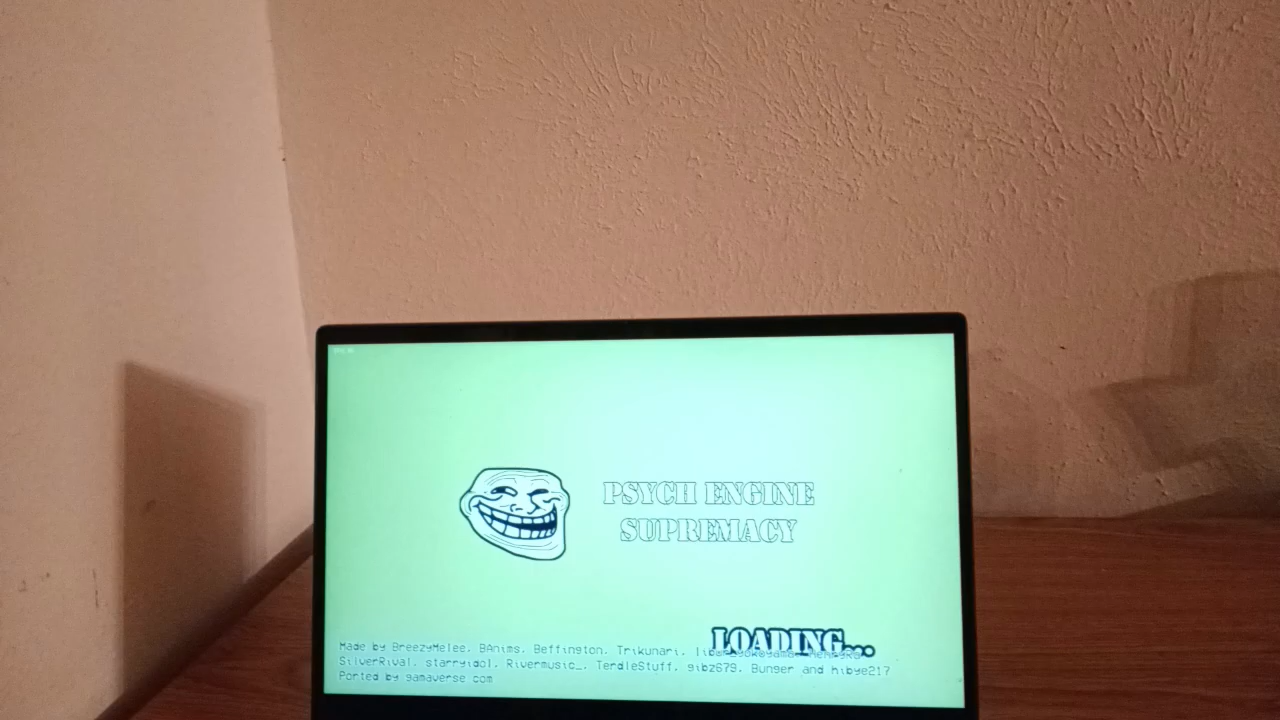 PSYCH ENGINE
SUPREMACY
LOADING...
Made by BreezyMelee, BAnims, Beffington, Trikunari,
SilverRival, starryidol, Rivermusic_, TerdleStuff, gibz679, Bunger and hibye217
Ported by gamaverse.com